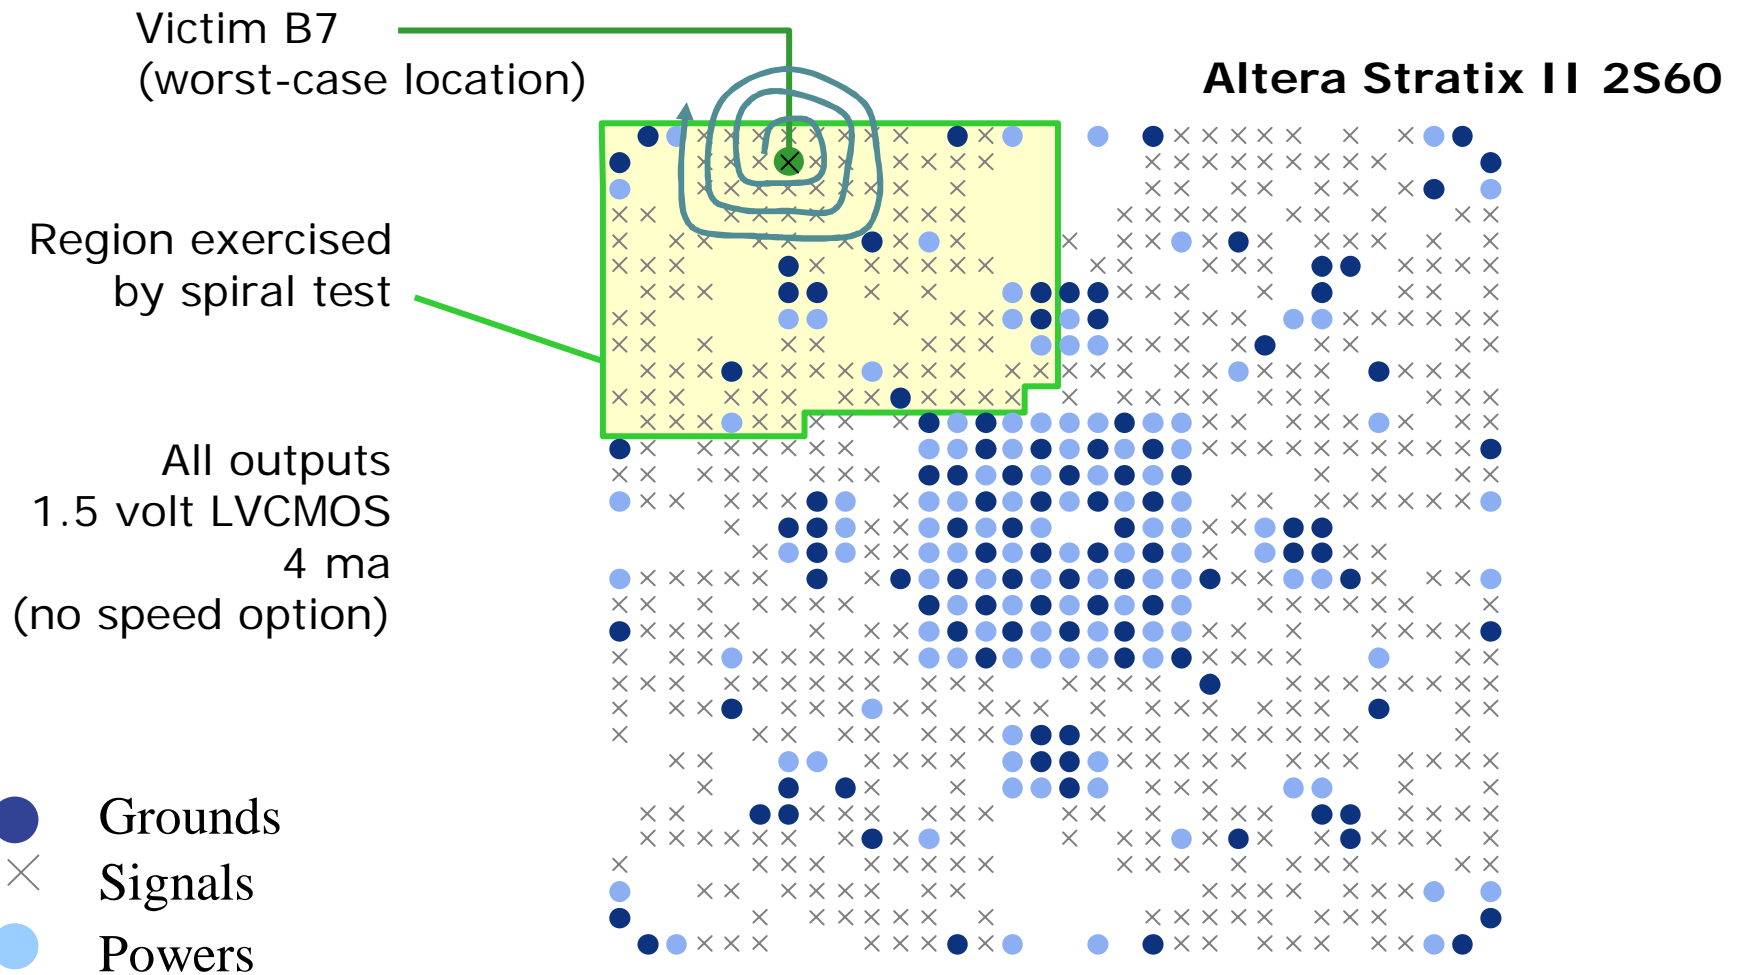 Victim B7
(worst-case location)
Altera Stratix II 2S60
Region exercised
by spiral test
All outputs
1.5 volt LVCMOS
4 ma
(no speed option)
Grounds
Signals
Powers